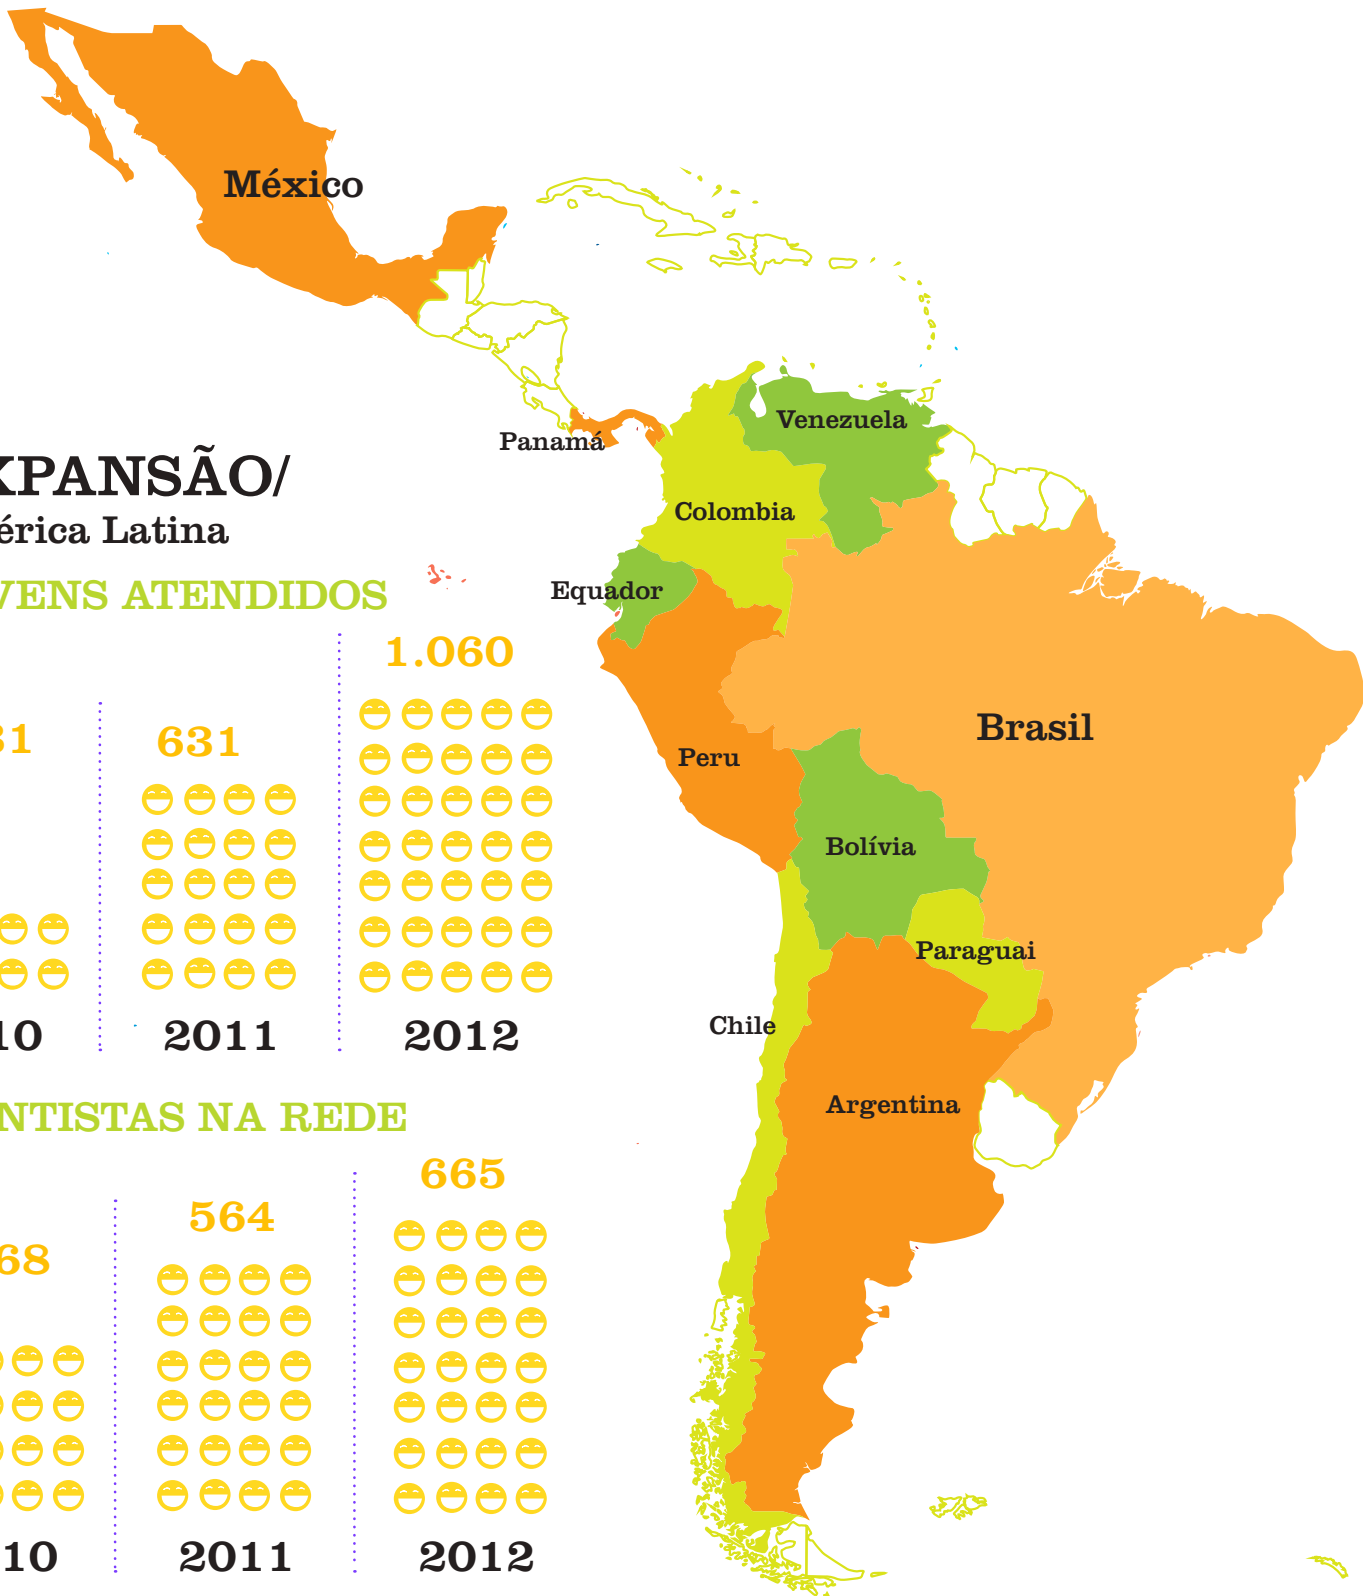 México
Venezuela
Panamá
Colombia
Equador
Brasil
Peru
Bolívia
Paraguai
Chile
Argentina
XPANSÃO/
érica Latina
VENS ATENDIDOS
31
631
1.060
10
2011
2012
NTISTAS NA REDE
68
564
665
10
2011
2012